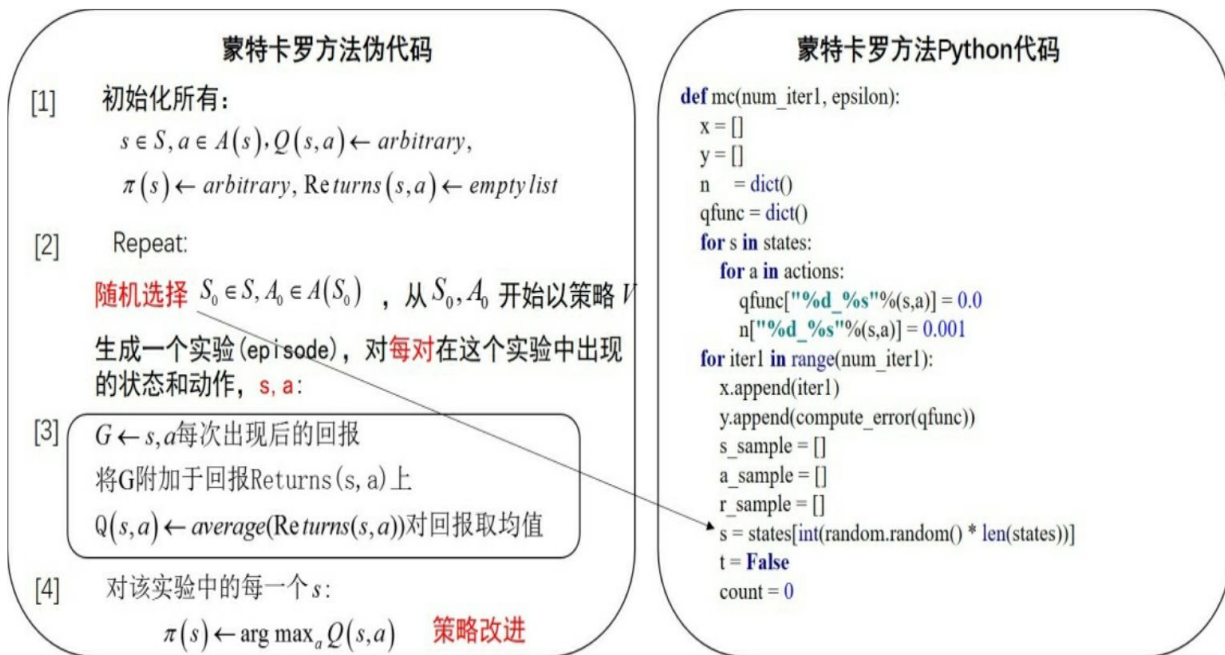 蒙特卡罗方法伪代码
[1] 初始化所有:
s ∈ S, a ∈ A(s), Q(s,a) ← arbitrary,
π(s) ← arbitrary, Returns(s,a) ← empty list
[2] Repeat:
随机选择 S₀ ∈ S, A₀ ∈ A(S₀) ，从 S₀, A₀ 开始以策略
生成一个实验(episode)，对每对在这个实验中出现
的状态和动作，s,a:
[3] G ← s,a每次出现后的回报
将G附加于回报Returns(s,a)上
Q(s,a) ← average(Returns(s,a))对回报取均值
[4] 对该实验中的每一个s:
π(s) ← arg maxₐ Q(s,a) 策略改进
蒙特卡罗方法Python代码
def mc(num_iter1, epsilon):
x = []
y = []
n = dict()
qfunc = dict()
for s in states:
for a in actions:
qfunc["%d_%s"%(s,a)] = 0.0
n["%d_%s"%(s,a)] = 0.001
for iter1 in range(num_iter1):
x.append(iter1)
y.append(compute_error(qfunc))
s_sample = []
a_sample = []
r_sample = []
s = states[int(random.random() * len(states))]
t = False
count = 0